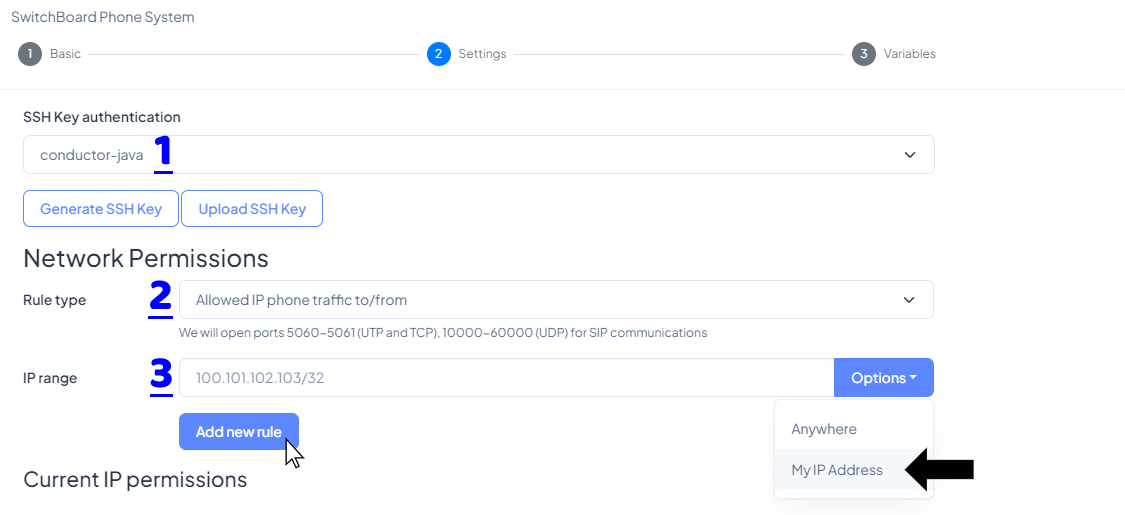 SwitchBoard Phone System
1 Basic 2 Settings 3 Variables
SSH Key authentication
conductor-java 1
Generate SSH Key Upload SSH Key
Network Permissions
Rule type 2 Allowed IP phone traffic to/from
We will open ports 5060-5061 (UTP and TCP), 10000-60000 (UDP) for SIP communications
IP range 3 100.101.102.103/32 Options
Anywhere
Add new rule
My IP Address
Current IP permissions